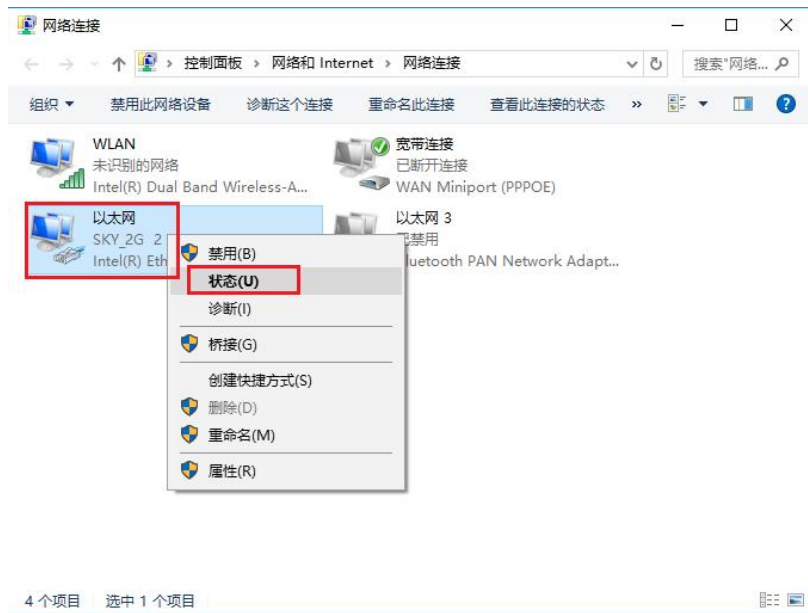 网络连接
控制面板 › 网络和 Internet › 网络连接
搜索"网络...
组织 禁用此网络设备 诊断这个连接 重命名此连接 查看此连接的状态 »
WLAN
未识别的网络
Intel(R) Dual Band Wireless-A...
宽带连接
已断开连接
WAN Miniport (PPPOE)
以太网
SKY_2G 2
Intel(R) Eth
以太网 3
已禁用
luetooth PAN Network Adapt...
禁用(B)
状态(U)
诊断(I)
桥接(G)
创建快捷方式(S)
删除(D)
重命名(M)
属性(R)
4 个项目 选中 1 个项目